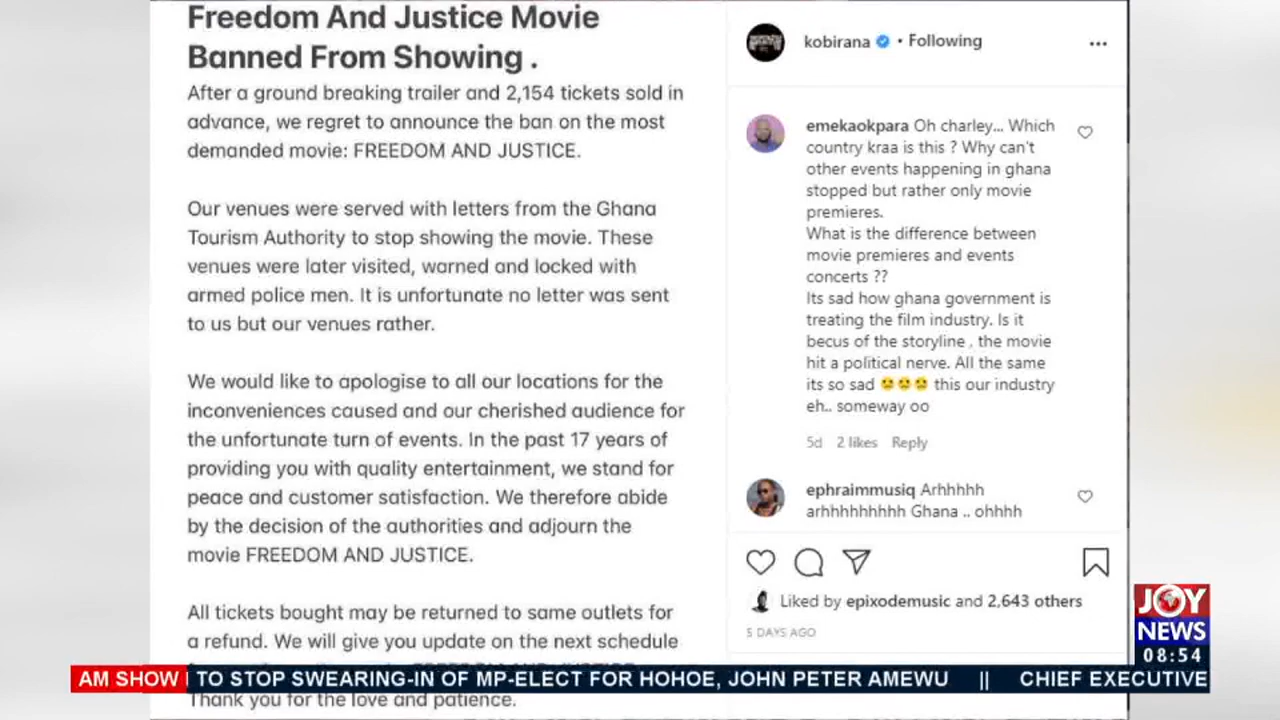 Freedom And Justice Movie
Banned From Showing .
After a ground breaking trailer and 2,154 tickets sold in
advance, we regret to announce the ban on the most
demanded movie: FREEDOM AND JUSTICE.
Our venues were served with letters from the Ghana
Tourism Authority to stop showing the movie. These
venues were later visited, warned and locked with
armed police men. It is unfortunate no letter was sent
to us but our venues rather.
We would like to apologise to all our locations for the
inconveniences caused and our cherished audience for
the unfortunate turn of events. In the past 17 years of
providing you with quality entertainment, we stand for
peace and customer satisfaction. We therefore abide
by the decision of the authorities and adjourn the
movie FREEDOM AND JUSTICE.
All tickets bought may be returned to same outlets for
a refund. We will give you update on the next schedule
Thank you for the love and patience.
kobirana • Following
emekaokpara Oh charley... Which
country kraa is this ? Why can't
other events happening in ghana
stopped but rather only movie
premieres.
What is the difference between
movie premieres and events
concerts ??
Its sad how ghana government is
treating the film industry. Is it
becus of the storyline , the movie
hit a political nerve. All the same
its so sad 😠😠😠 this our industry
eh.. someway oo
5d 2 likes Reply
ephraimmusiq Arhhhhh
arhhhhhhhhh Ghana .. ohhhh
Liked by epixodemusic and 2,643 others
5 DAYS AGO
JOY
NEWS
08:54
AM SHOW TO STOP SWEARING-IN OF MP-ELECT FOR HOHOE, JOHN PETER AMEWU || CHIEF EXECUTIVE